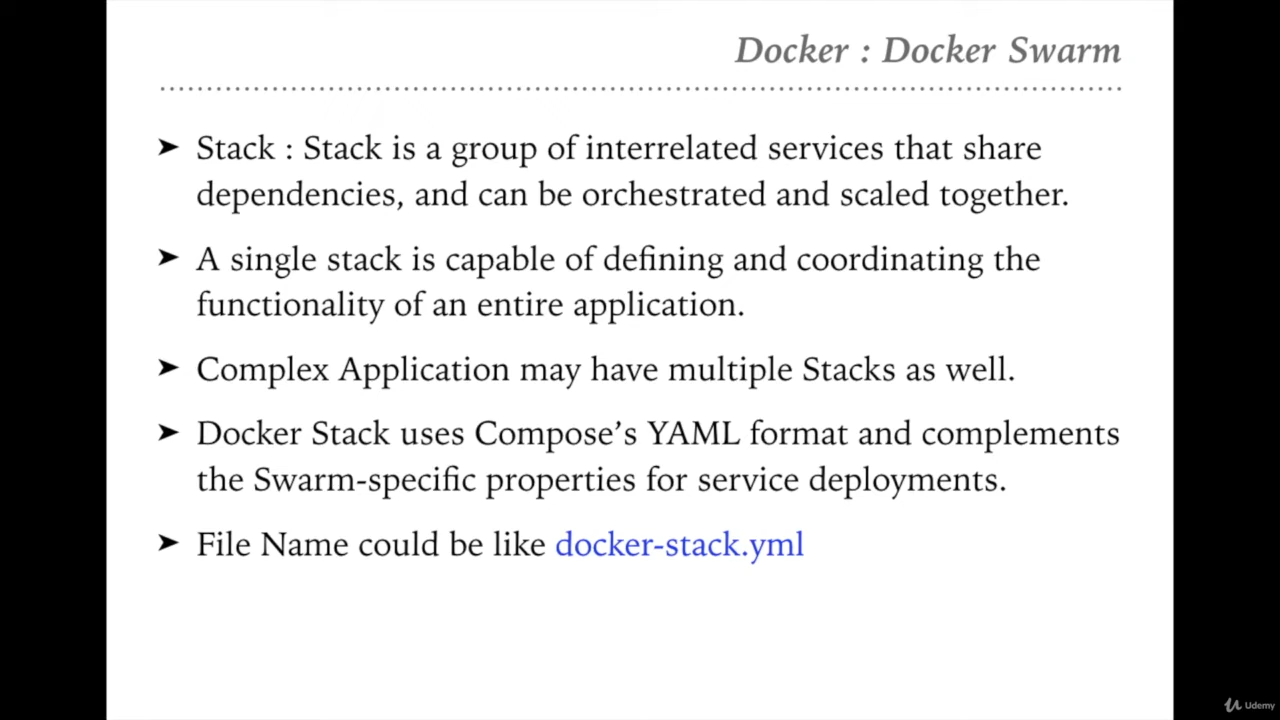 Docker : Docker Swarm
➤ Stack : Stack is a group of interrelated services that share
dependencies, and can be orchestrated and scaled together.
➤ A single stack is capable of defining and coordinating the
functionality of an entire application.
➤ Complex Application may have multiple Stacks as well.
➤ Docker Stack uses Compose’s YAML format and complements
the Swarm-specific properties for service deployments.
➤ File Name could be like docker-stack.yml
Udemy